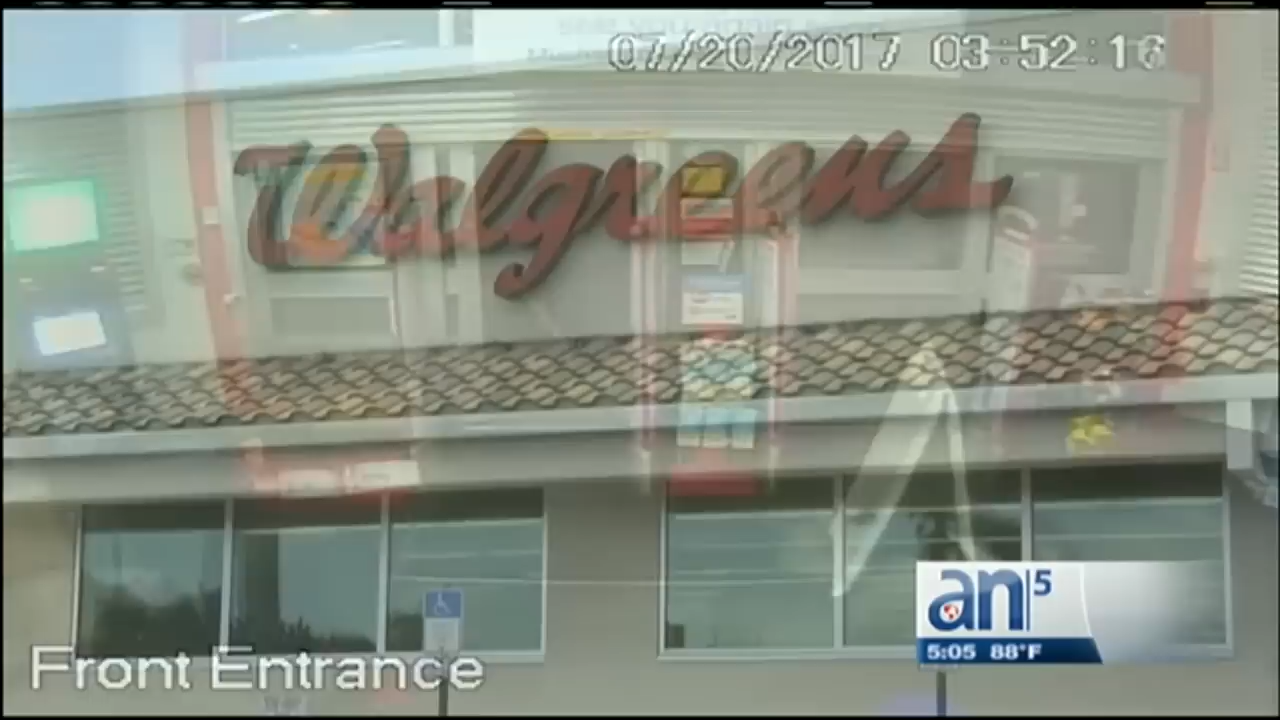 07/20/2017 03:52:16
Walgreens
an 5
5:05 88°F
Front Entrance